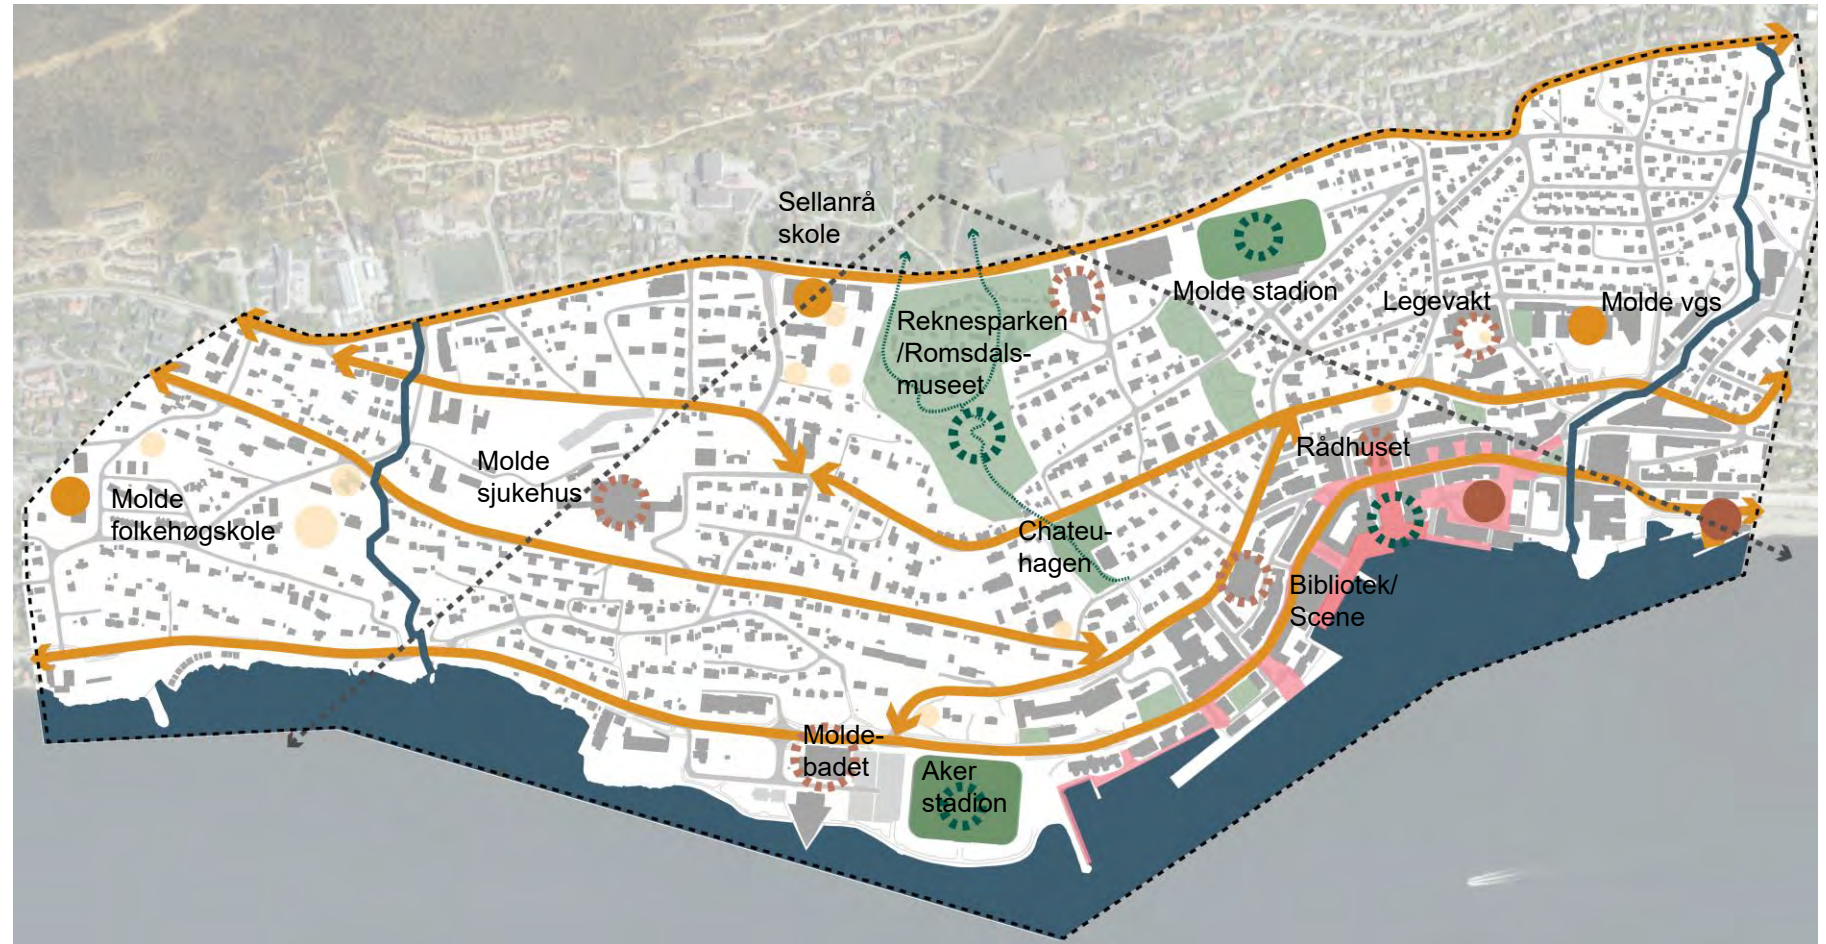 Sellanrå
skole
Molde stadion
Legevakt
Molde vgs
Reknesparken
/Romsdals-
museet
Rådhuset
Molde
sjukehus
Molde
folkehøgskole
Chateu-
hagen
Bibliotek/
Scene
Molde-
badet
Aker
stadion